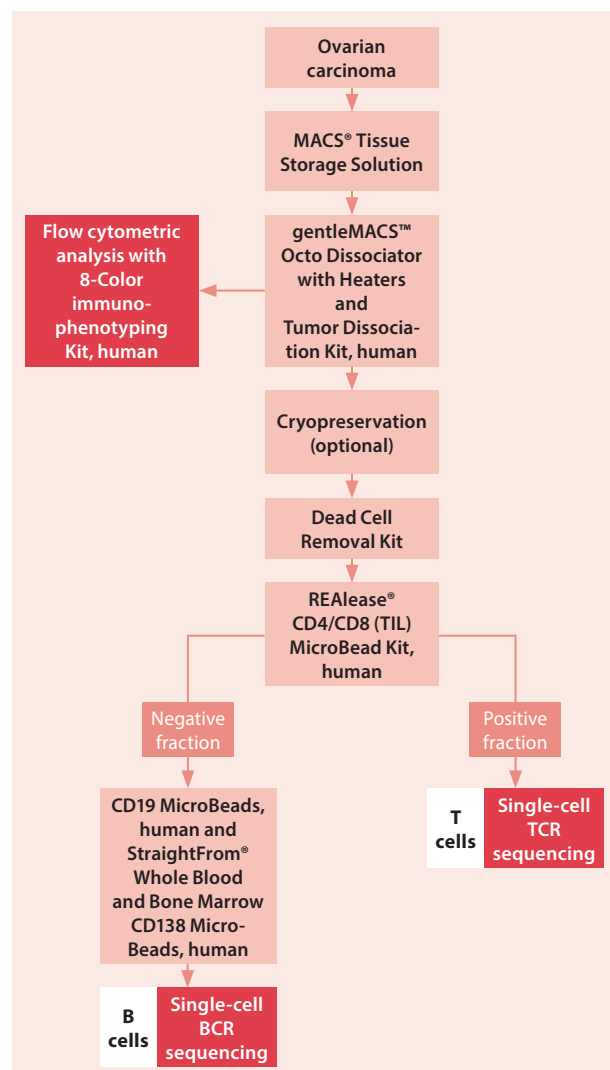 Ovarian
carcinoma
MACS® Tissue
Storage Solution
Flow cytometric
analysis with
8-Color
immuno-
phenotyping
Kit, human
gentleMACS™
Octo Dissociator
with Heaters
and
Tumor Dissocia-
tion Kit, human
Cryopreservation
(optional)
Dead Cell
Removal Kit
REAlease®
CD4/CD8 (TIL)
MicroBead Kit,
human
Negative
fraction
Positive
fraction
CD19 MicroBeads,
human and
StraightFrom®
Whole Blood
and Bone Marrow
CD138 Micro-
Beads, human
T
cells
Single-cell
TCR
sequencing
B
cells
Single-cell
BCR
sequencing